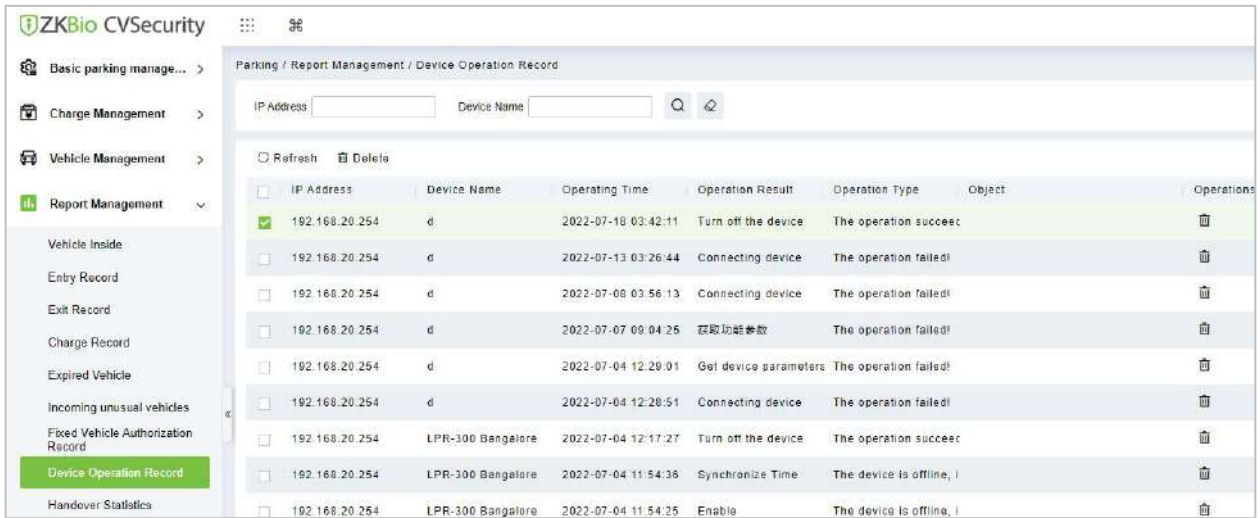 ZKBio CVSecurity
Basic parking manage...
Charge Management
Vehicle Management
Report Management
Vehicle Inside
Entry Record
Exit Record
Charge Record
Expired Vehicle
Incoming unusual vehicles
Fixed Vehicle Authorization
Record
Device Operation Record
Handover Statistics
Parking / Report Management / Device Operation Record
IP Address Device Name
Refresh Delete
IP Address Device Name Operating Time Operation Result Operation Type Object Operations
192.168.20.254 d 2022-07-18 03:42:11 Turn off the device The operation succeed
192.168.20.254 d 2022-07-13 03:26:44 Connecting device The operation failed!
192.168.20.254 d 2022-07-08 03:56:13 Connecting device The operation failed!
192.168.20.254 d 2022-07-07 09:04:25 获取功能参数 The operation failed!
192.168.20.254 d 2022-07-04 12:29:01 Get device parameters The operation failed!
192.168.20.254 d 2022-07-04 12:28:51 Connecting device The operation failed!
192.168.20.254 LPR-300 Bangalore 2022-07-04 12:17:27 Turn off the device The operation succeed
192.168.20.254 LPR-300 Bangalore 2022-07-04 11:54:36 Synchronize Time The device is offline,
192.168.20.254 LPR-300 Bangalore 2022-07-04 11:54:25 Enable The device is offline,